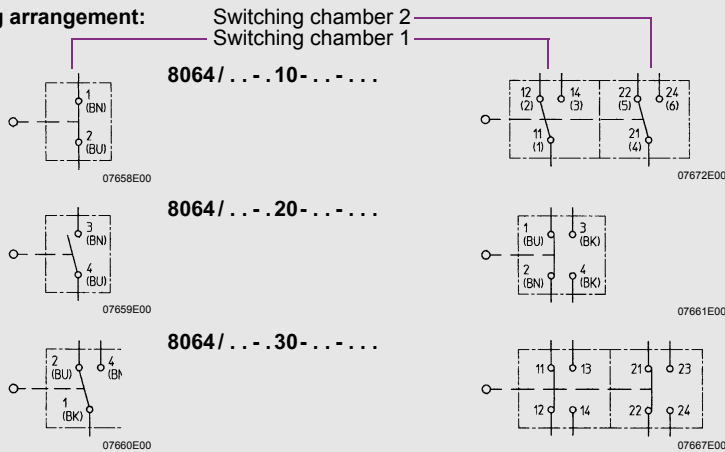 g arrangement:
Switching chamber 2
Switching chamber 1
8064 / . . - . 10 - . . - . . .
1
(BN)
2
(BU)
07658E00
12
(2)
14
(3)
11
(1)
22
(5)
24
(6)
21
(4)
07672E00
8064 / . . - . 20 - . . - . . .
3
(BN)
4
(BU)
07659E00
1
(BU)
3
(BK)
2
(BN)
4
(BK)
07661E00
8064 / . . - . 30 - . . - . . .
2
(BU)
4
(BN
1
(BK)
07660E00
11 13 21 23
12 14 22 24
07667E00